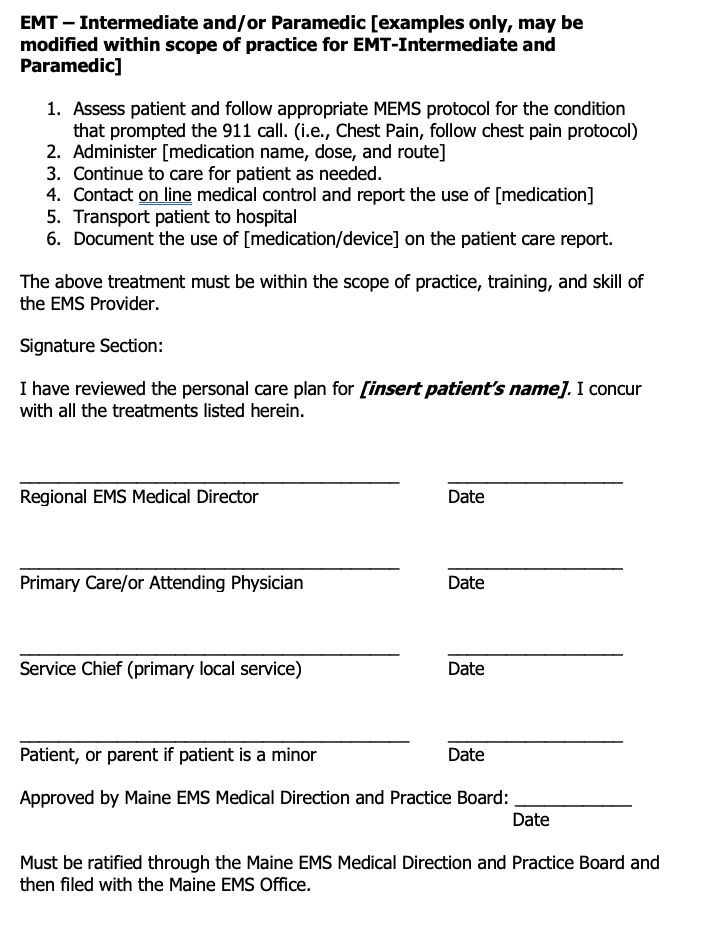 EMT – Intermediate and/or Paramedic [examples only, may be
modified within scope of practice for EMT-Intermediate and
Paramedic]
1. Assess patient and follow appropriate MEMS protocol for the condition
that prompted the 911 call. (i.e., Chest Pain, follow chest pain protocol)
2. Administer [medication name, dose, and route]
3. Continue to care for patient as needed.
4. Contact on line medical control and report the use of [medication]
5. Transport patient to hospital
6. Document the use of [medication/device] on the patient care report.
The above treatment must be within the scope of practice, training, and skill of
the EMS Provider.
Signature Section:
I have reviewed the personal care plan for [insert patient's name]. I concur
with all the treatments listed herein.
Regional EMS Medical Director Date
Primary Care/or Attending Physician Date
Service Chief (primary local service) Date
Patient, or parent if patient is a minor Date
Approved by Maine EMS Medical Direction and Practice Board: ____________
Date
Must be ratified through the Maine EMS Medical Direction and Practice Board and
then filed with the Maine EMS Office.